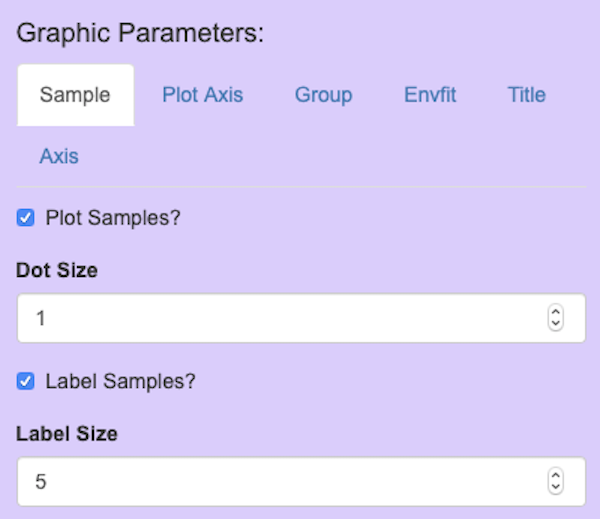 Graphic Parameters:
Sample Plot Axis Group Envfit Title
Axis
Plot Samples?
Dot Size
1
Label Samples?
Label Size
5